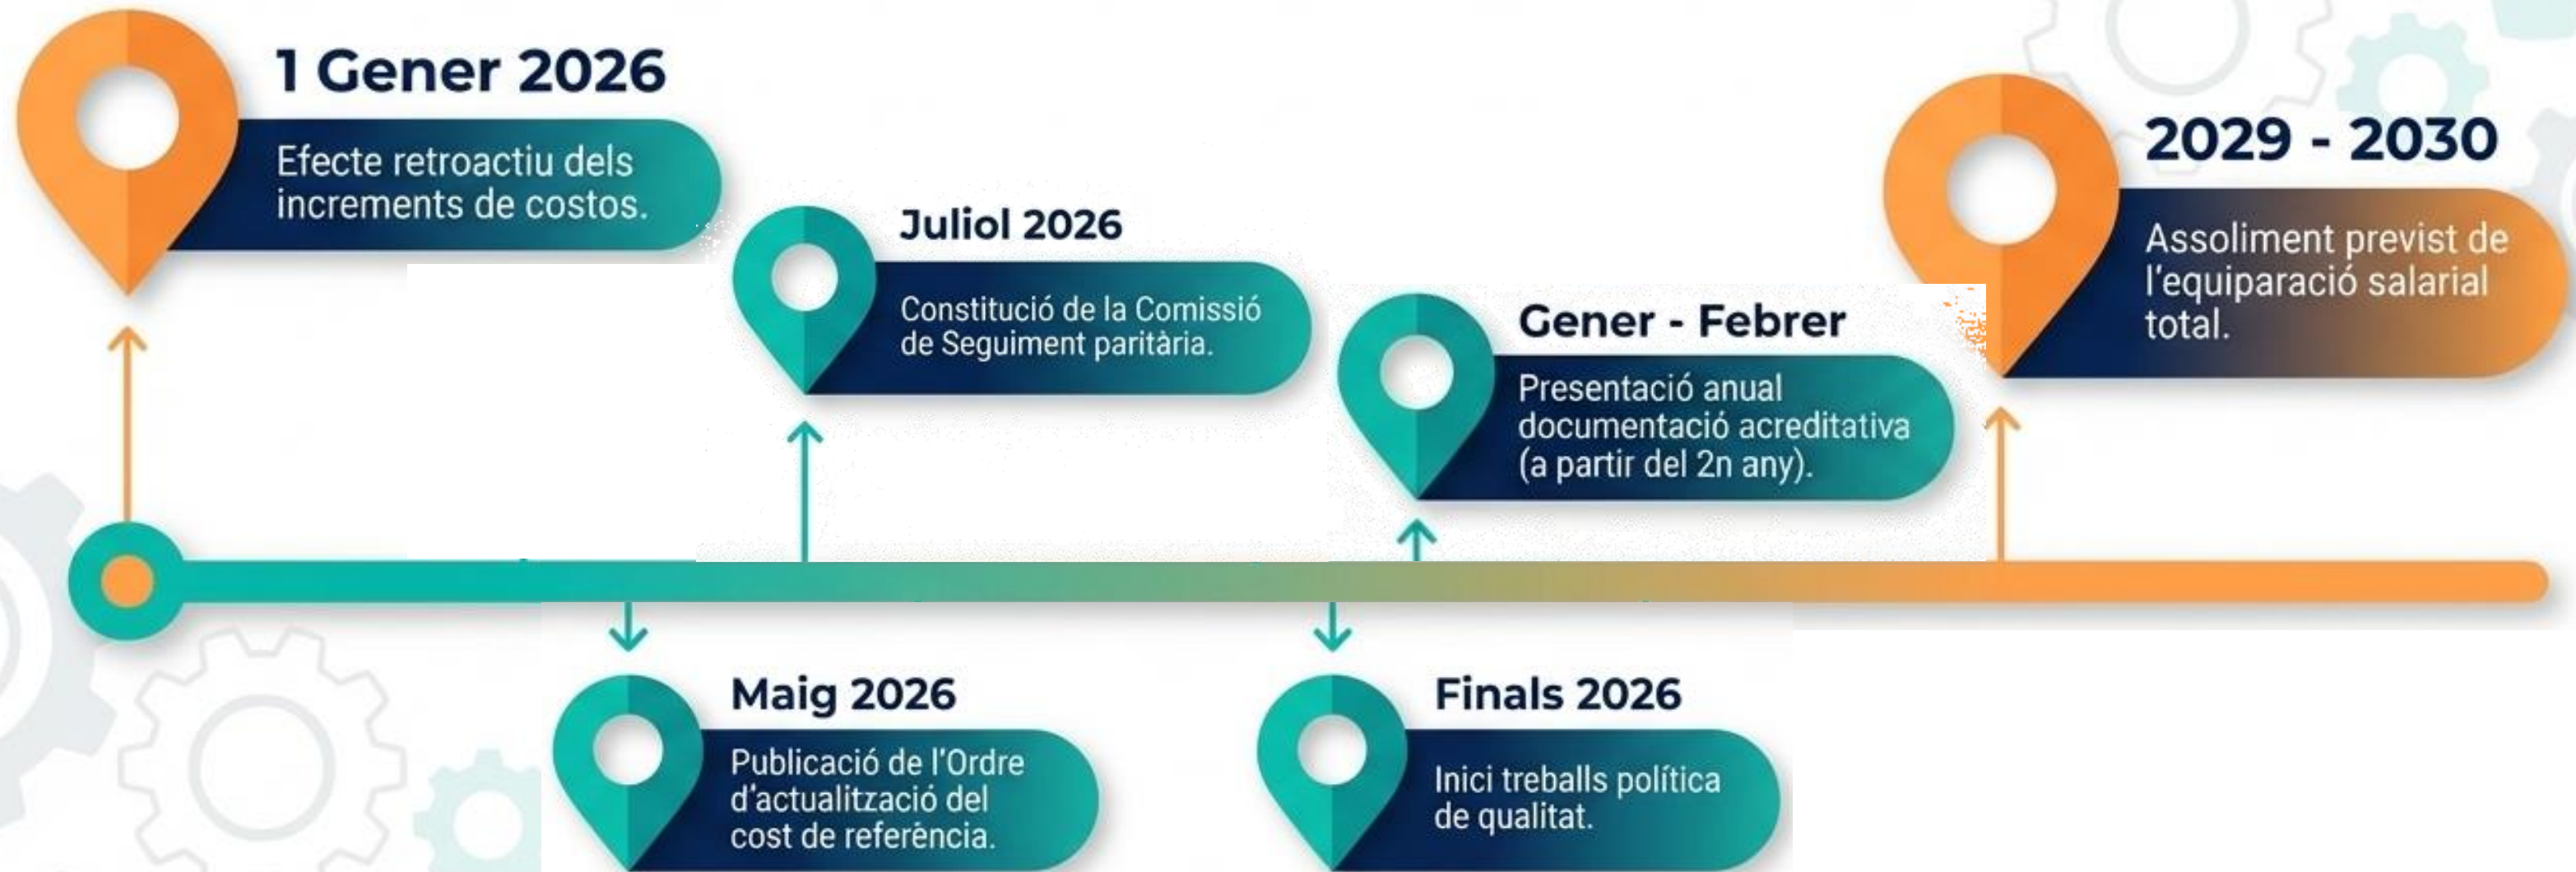 1 Gener 2026
Efecte retroactiu dels
increments de costos.
Juliol 2026
Constitució de la Comissió
de Seguiment paritària.
Gener - Febrer
Presentació anual
documentació acreditativa
(a partir del 2n any).
2029 - 2030
Assoliment previst de
l'equiparació salarial
total.
Maig 2026
Publicació de l'Ordre
d'actualització del
cost de referència.
Finals 2026
Inici treballs política
de qualitat.